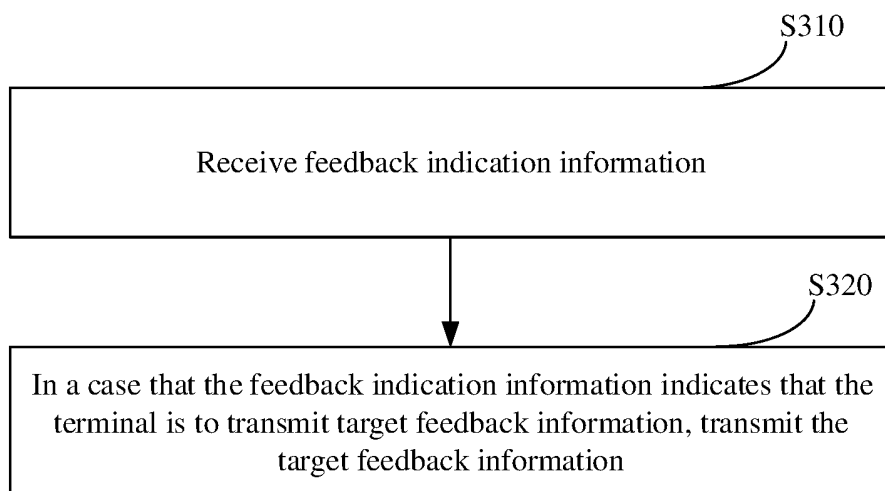 S310
Receive feedback indication information
S320
In a case that the feedback indication information indicates that the
terminal is to transmit target feedback information, transmit the
target feedback information